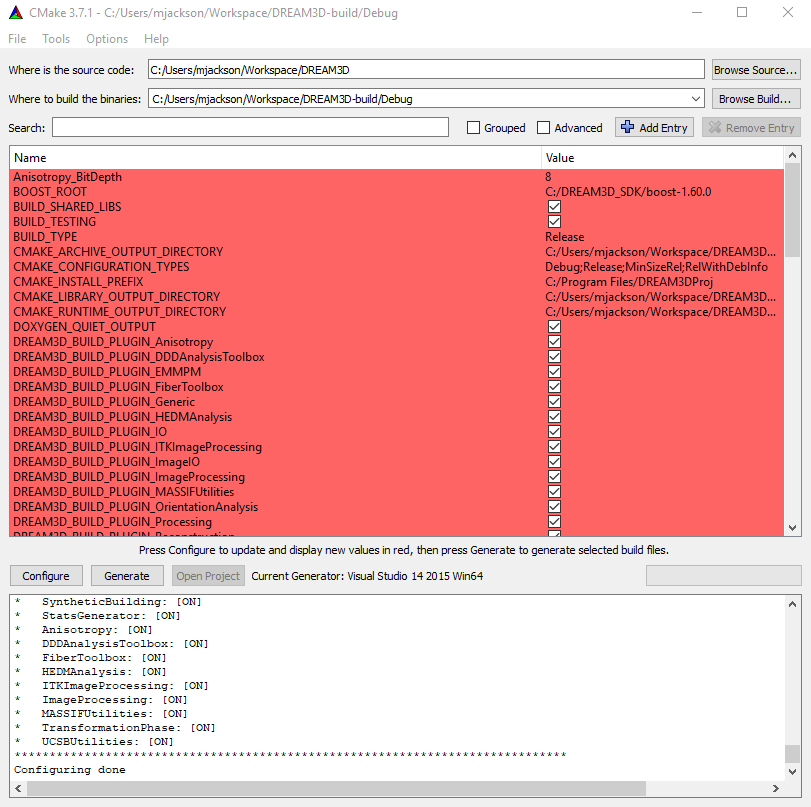 CMake 3.7.1 - C:/Users/mjackson/Workspace/DREAM3D-build/Debug
File Tools Options Help
Where is the source code: C:/Users/mjackson/Workspace/DREAM3D Browse Source...
Where to build the binaries: C:/Users/mjackson/Workspace/DREAM3D-build/Debug Browse Build...
Search: Grouped Advanced Add Entry Remove Entry
Name Value
Anisotropy_BitDepth 8
BOOST_ROOT C:/DREAM3D_SDK/boost-1.60.0
BUILD_SHARED_LIBS
BUILD_TESTING
BUILD_TYPE Release
CMAKE_ARCHIVE_OUTPUT_DIRECTORY C:/Users/mjackson/Workspace/DREAM3D...
CMAKE_CONFIGURATION_TYPES Debug;Release;MinSizeRel;RelWithDebInfo
CMAKE_INSTALL_PREFIX C:/Program Files/DREAM3DProj
CMAKE_LIBRARY_OUTPUT_DIRECTORY C:/Users/mjackson/Workspace/DREAM3D...
CMAKE_RUNTIME_OUTPUT_DIRECTORY C:/Users/mjackson/Workspace/DREAM3D...
DOXYGEN_QUIET_OUTPUT
DREAM3D_BUILD_PLUGIN_Anisotropy
DREAM3D_BUILD_PLUGIN_DDDAnalysisToolbox
DREAM3D_BUILD_PLUGIN_EMMPM
DREAM3D_BUILD_PLUGIN_FiberToolbox
DREAM3D_BUILD_PLUGIN_Generic
DREAM3D_BUILD_PLUGIN_HEDMAnalysis
DREAM3D_BUILD_PLUGIN_IO
DREAM3D_BUILD_PLUGIN_ITKImageProcessing
DREAM3D_BUILD_PLUGIN_ImageIO
DREAM3D_BUILD_PLUGIN_ImageProcessing
DREAM3D_BUILD_PLUGIN_MASSIFUtilities
DREAM3D_BUILD_PLUGIN_OrientationAnalysis
DREAM3D_BUILD_PLUGIN_Processing
DREAM3D_BUILD_PLUGIN_Reconstruction
Press Configure to update and display new values in red, then press Generate to generate selected build files.
Configure Generate Open Project Current Generator: Visual Studio 14 2015 Win64
* SyntheticBuilding: [ON]
* StatsGenerator: [ON]
* Anisotropy: [ON]
* DDDAnalysisToolbox: [ON]
* FiberToolbox: [ON]
* HEDMAnalysis: [ON]
* ITKImageProcessing: [ON]
* ImageProcessing: [ON]
* MASSIFUtilities: [ON]
* TransformationPhase: [ON]
* UCSBUtilities: [ON]
*******************************************************************************
Configuring done